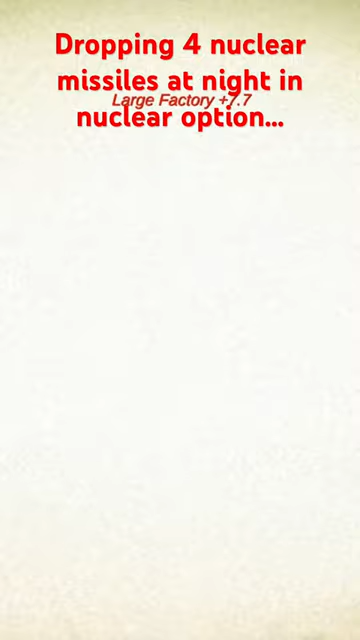 Dropping 4 nuclear
missiles at night in
Large Factory +7.7
nuclear option...